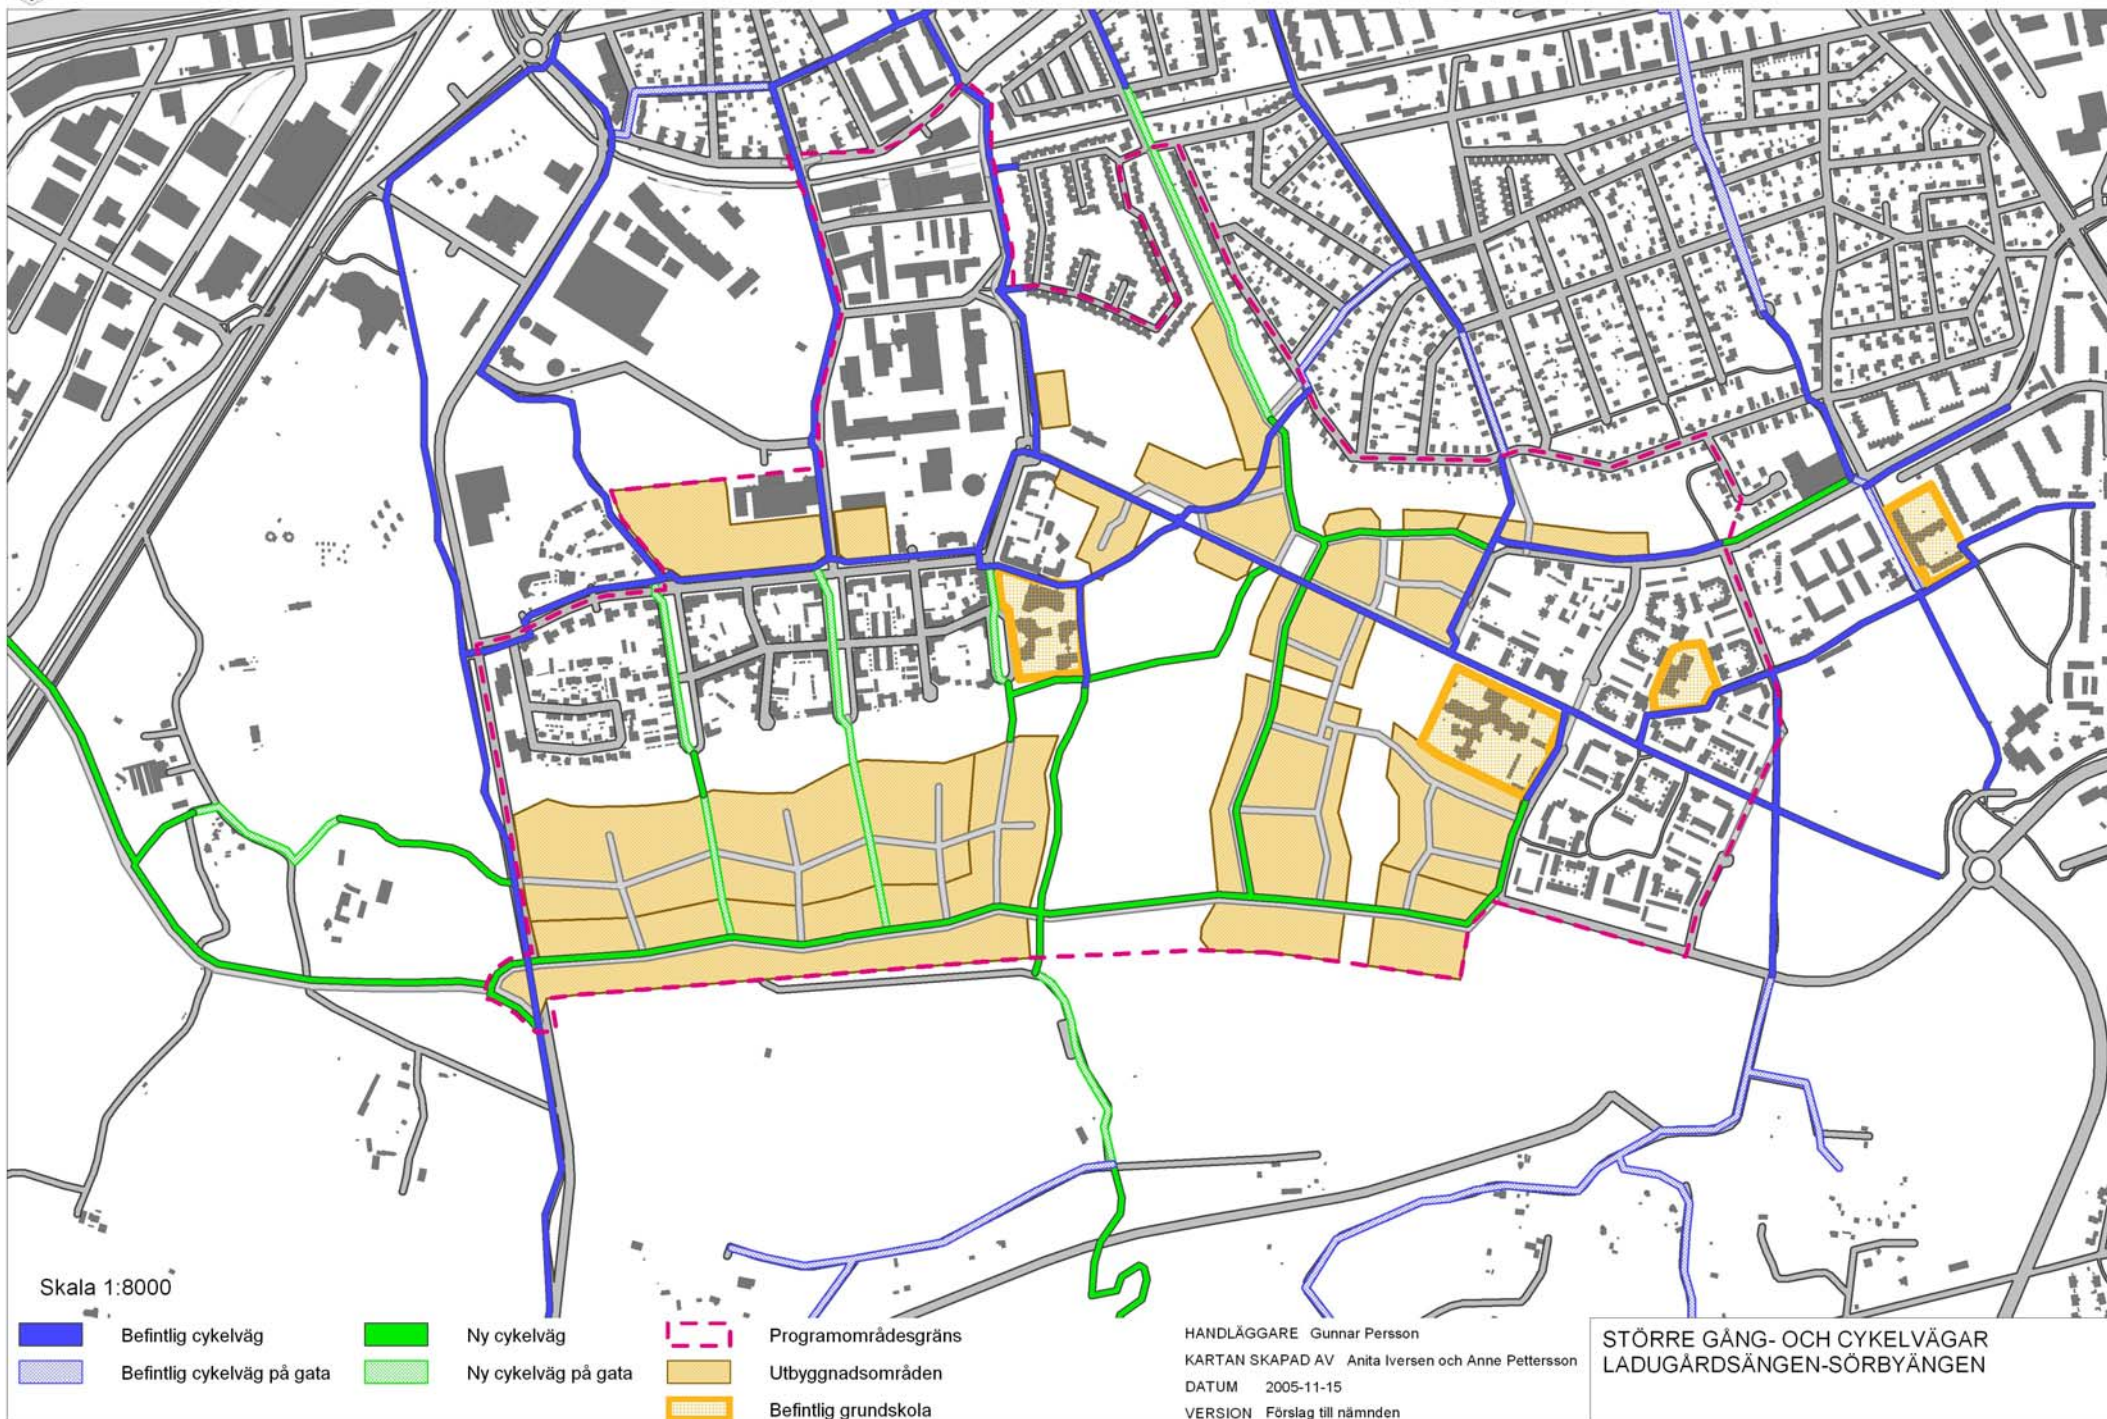 Skala 1:8000
Befintlig cykelväg
Befintlig cykelväg på gata
Ny cykelväg
Ny cykelväg på gata
Programområdesgräns
Utbyggnadsområden
Befintlig grundskola
HANDLÄGGARE Gunnar Persson
KARTAN SKAPAD AV Anita Iversen och Anne Pettersson
DATUM 2005-11-15
VERSION Förslag till nämnden
STÖRRE GÅNG- OCH CYKELVÄGAR
LADUGÅRDSÄNGEN-SÖRBYÄNGEN